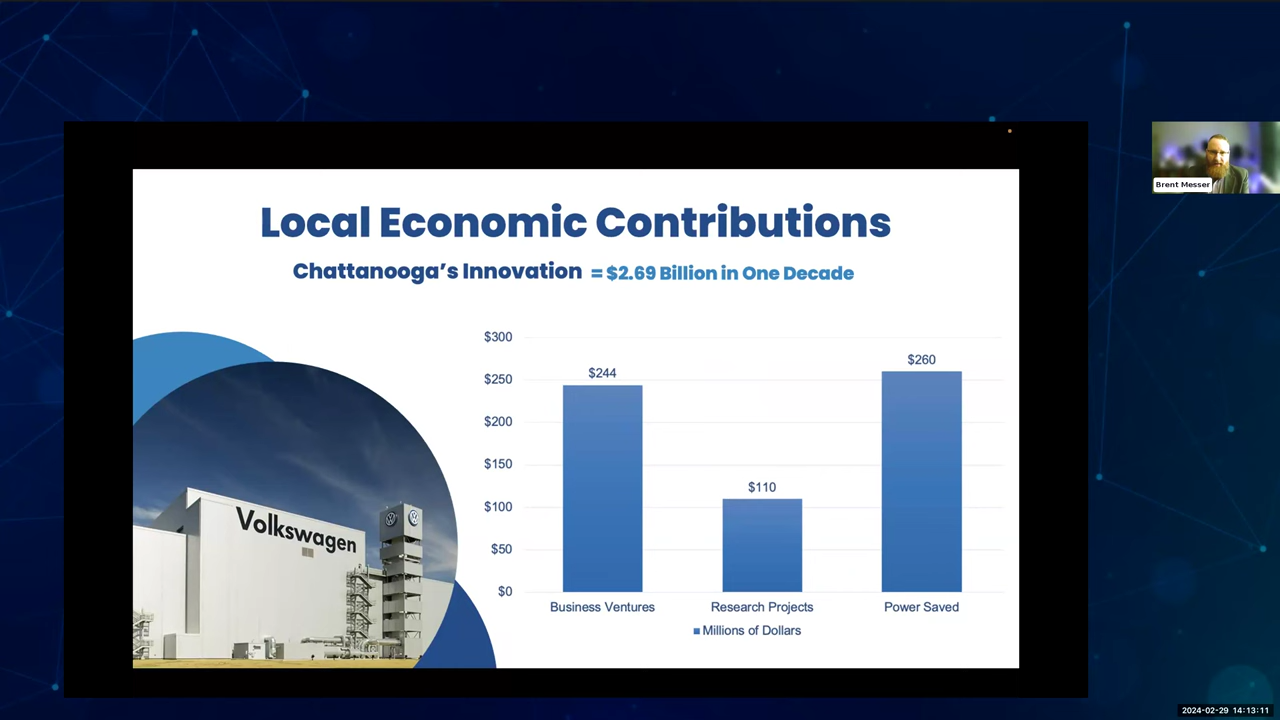 Local Economic Contributions
Chattanooga's Innovation = $2.69 Billion in One Decade
$300
$250
$200
$150
$100
$50
$0
$244
$110
$260
Business Ventures
Research Projects
Power Saved
Millions of Dollars
Volkswagen
Brent Messer
2024-02-29 14:13:11